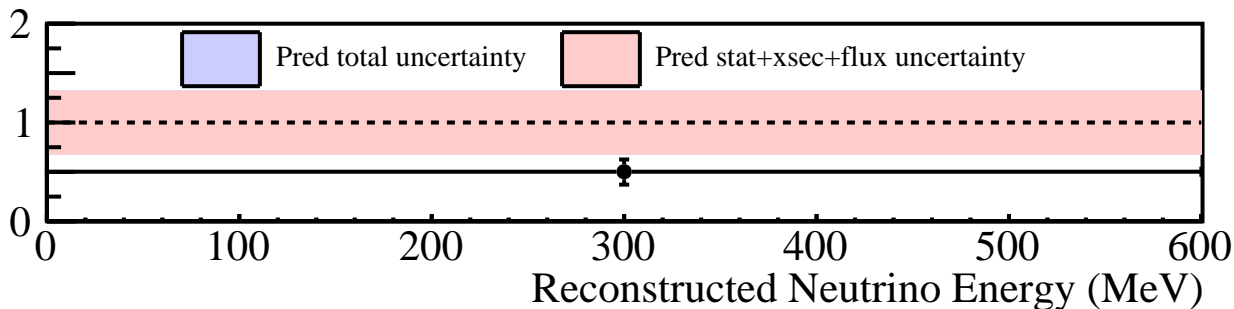 2
Pred total uncertainty
Pred stat+xsec+flux uncertainty
1
0
0 100 200 300 400 500 600
Reconstructed Neutrino Energy (MeV)